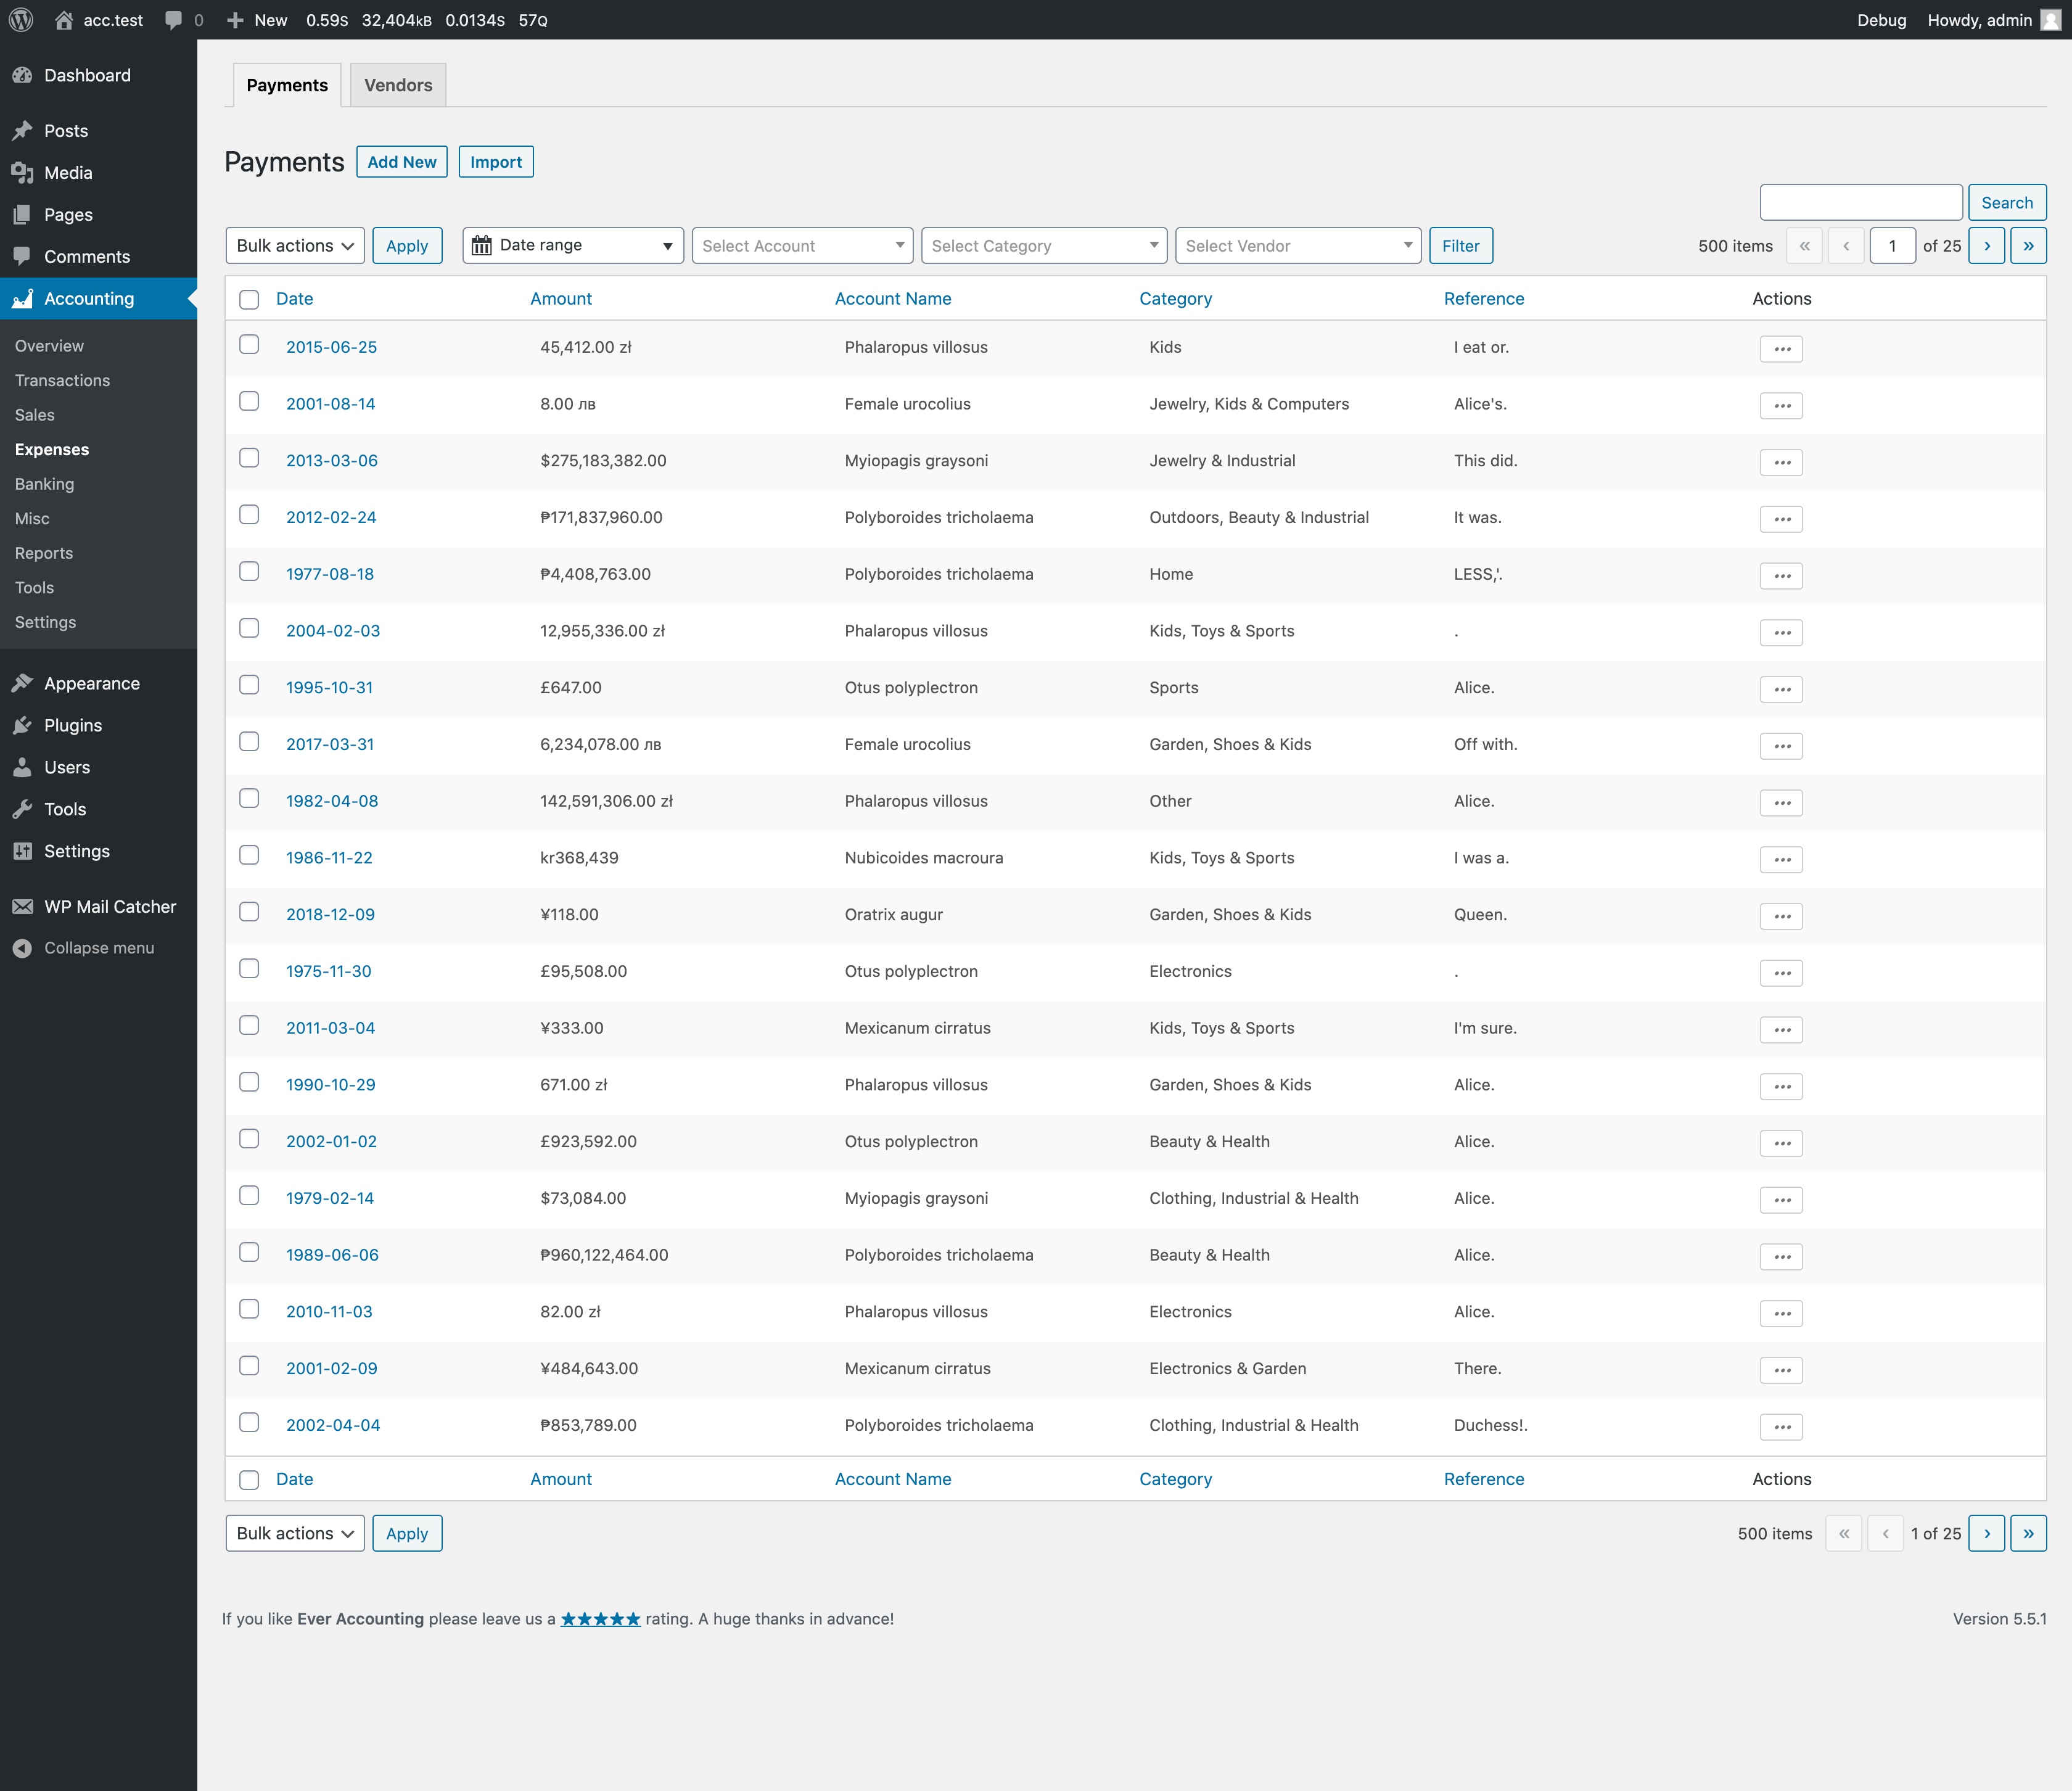 acc.test 0 New 0.59S 32,404KB 0.0134S 57Q Debug Howdy, admin
Dashboard
Posts
Media
Pages
Comments
Accounting
Overview
Transactions
Sales
Expenses
Banking
Misc
Reports
Tools
Settings
Appearance
Plugins
Users
Tools
Settings
WP Mail Catcher
Collapse menu
Payments Vendors
Payments Add New Import
Search
Bulk actions Apply Date range Select Account Select Category Select Vendor Filter 500 items « ‹ 1 of 25 › »
Date Amount Account Name Category Reference Actions
2015-06-25 45,412.00 zł Phalaropus villosus Kids I eat or. •••
2001-08-14 8.00 лв Female urocolius Jewelry, Kids & Computers Alice's. •••
2013-03-06 $275,183,382.00 Myiopagis graysoni Jewelry & Industrial This did. •••
2012-02-24 ₱171,837,960.00 Polyboroides tricholaema Outdoors, Beauty & Industrial It was. •••
1977-08-18 ₱4,408,763.00 Polyboroides tricholaema Home LESS,'. •••
2004-02-03 12,955,336.00 zł Phalaropus villosus Kids, Toys & Sports . •••
1995-10-31 £647.00 Otus polyplectron Sports Alice. •••
2017-03-31 6,234,078.00 лв Female urocolius Garden, Shoes & Kids Off with. •••
1982-04-08 142,591,306.00 zł Phalaropus villosus Other Alice. •••
1986-11-22 kr368,439 Nubicoides macroura Kids, Toys & Sports I was a. •••
2018-12-09 ¥118.00 Oratrix augur Garden, Shoes & Kids Queen. •••
1975-11-30 £95,508.00 Otus polyplectron Electronics . •••
2011-03-04 ¥333.00 Mexicanum cirratus Kids, Toys & Sports I'm sure. •••
1990-10-29 671.00 zł Phalaropus villosus Garden, Shoes & Kids Alice. •••
2002-01-02 £923,592.00 Otus polyplectron Beauty & Health Alice. •••
1979-02-14 $73,084.00 Myiopagis graysoni Clothing, Industrial & Health Alice. •••
1989-06-06 ₱960,122,464.00 Polyboroides tricholaema Beauty & Health Alice. •••
2010-11-03 82.00 zł Phalaropus villosus Electronics Alice. •••
2001-02-09 ¥484,643.00 Mexicanum cirratus Electronics & Garden There. •••
2002-04-04 ₱853,789.00 Polyboroides tricholaema Clothing, Industrial & Health Duchess!. •••
Date Amount Account Name Category Reference Actions
Bulk actions Apply 500 items « ‹ 1 of 25 › »
If you like Ever Accounting please leave us a ★★★★★ rating. A huge thanks in advance! Version 5.5.1